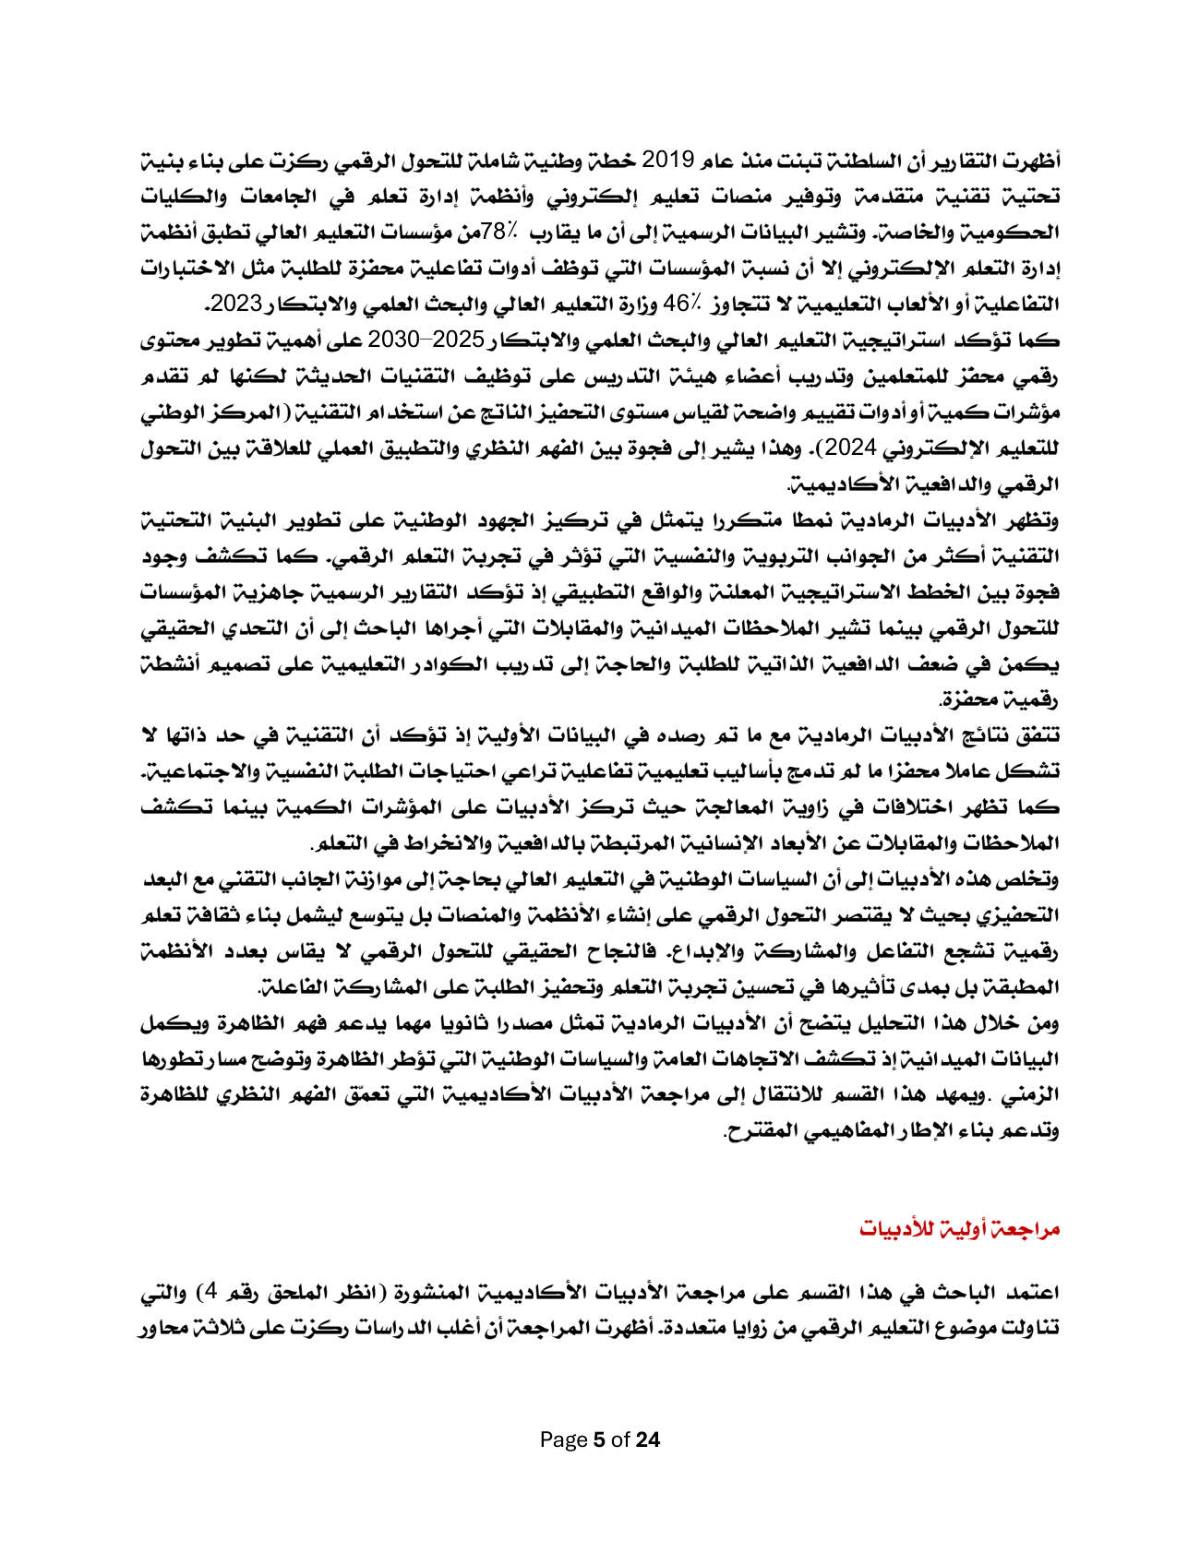 أظهرت التقارير أن السلطنة تبنت منذ عام 2019 خطة وطنية شاملة للتحول الرقمي ركزت على بناء بنية
تحتية تقنية متقدمة وتوفير منصات تعليم إلكتروني وأنظمة إدارة تعلم في الجامعات والكليات
الحكومية والخاصة. وتشير البيانات الرسمية إلى أن ما يقارب 78٪من مؤسسات التعليم العالي تطبق أنظمة
إدارة التعلم الإلكتروني إلا أن نسبة المؤسسات التي توظف أدوات تفاعلية محفزة للطلبة مثل الاختبارات
التفاعلية أو الألعاب التعليمية لا تتجاوز 46٪ وزارة التعليم العالي والبحث العلمي والابتكار 2023.
كما تؤكد استراتيجية التعليم العالي والبحث العلمي والابتكار 2025–2030 على أهمية تطوير محتوى
رقمي محفّز للمتعلمين وتدريب أعضاء هيئة التدريس على توظيف التقنيات الحديثة لكنها لم تقدم
مؤشرات كمية أو أدوات تقييم واضحة لقياس مستوى التحفيز الناتج عن استخدام التقنية (المركز الوطني
للتعليم الإلكتروني 2024). وهذا يشير إلى فجوة بين الفهم النظري والتطبيق العملي للعلاقة بين التحول
الرقمي والدافعية الأكاديمية.
وتظهر الأدبيات الرمادية نمطا متكررا يتمثل في تركيز الجهود الوطنية على تطوير البنية التحتية
التقنية أكثر من الجوانب التربوية والنفسية التي تؤثر في تجربة التعلم الرقمي. كما تكشف وجود
فجوة بين الخطط الاستراتيجية المعلنة والواقع التطبيقي إذ تؤكد التقارير الرسمية جاهزية المؤسسات
للتحول الرقمي بينما تشير الملاحظات الميدانية والمقابلات التي أجراها الباحث إلى أن التحدي الحقيقي
يكمن في ضعف الدافعية الذاتية للطلبة والحاجة إلى تدريب الكوادر التعليمية على تصميم أنشطة
رقمية محفزة.
تتفق نتائج الأدبيات الرمادية مع ما تم رصده في البيانات الأولية إذ تؤكد أن التقنية في حد ذاتها لا
تشكل عاملا محفزا ما لم تدمج بأساليب تعليمية تفاعلية تراعي احتياجات الطلبة النفسية والاجتماعية.
كما تظهر اختلافات في زاوية المعالجة حيث تركز الأدبيات على المؤشرات الكمية بينما تكشف
الملاحظات والمقابلات عن الأبعاد الإنسانية المرتبطة بالدافعية والانخراط في التعلم.
وتخلص هذه الأدبيات إلى أن السياسات الوطنية في التعليم العالي بحاجة إلى موازنة الجانب التقني مع البعد
التحفيزي بحيث لا يقتصر التحول الرقمي على إنشاء الأنظمة والمنصات بل يتوسع ليشمل بناء ثقافة تعلم
رقمية تشجع التفاعل والمشاركة والإبداع. فالنجاح الحقيقي للتحول الرقمي لا يقاس بعدد الأنظمة
المطبقة بل بمدى تأثيرها في تحسين تجربة التعلم وتحفيز الطلبة على المشاركة الفاعلة.
ومن خلال هذا التحليل يتضح أن الأدبيات الرمادية تمثل مصدرا ثانويا مهما يدعم فهم الظاهرة ويكمل
البيانات الميدانية إذ تكشف الاتجاهات العامة والسياسات الوطنية التي تؤطر الظاهرة وتوضح مسار تطورها
الزمني .ويمهد هذا القسم للانتقال إلى مراجعة الأدبيات الأكاديمية التي تعمّق الفهم النظري للظاهرة
وتدعم بناء الإطار المفاهيمي المقترح.
مراجعة أولية للأدبيات
اعتمد الباحث في هذا القسم على مراجعة الأدبيات الأكاديمية المنشورة (انظر الملحق رقم 4) والتي
تناولت موضوع التعليم الرقمي من زوايا متعددة. أظهرت المراجعة أن أغلب الدراسات ركزت على ثلاثة محاور
Page 5 of 24